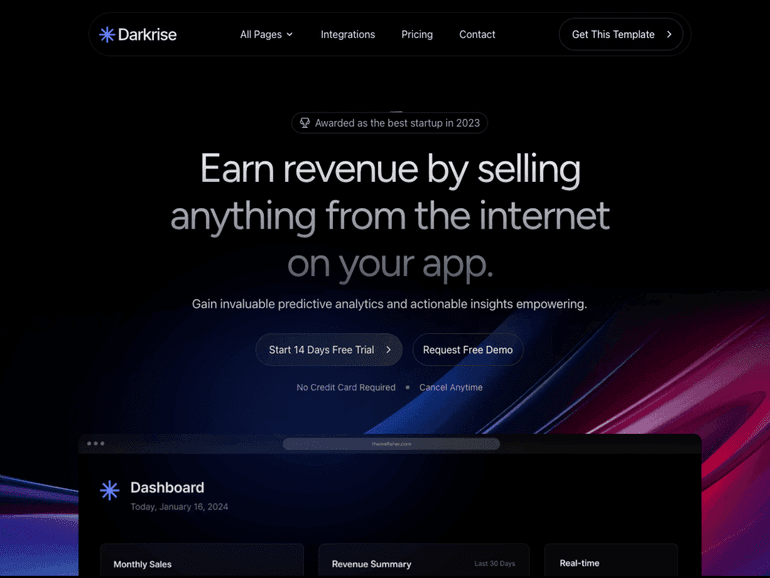 Darkrise
All Pages
Integrations
Pricing
Contact
Get This Template
Awarded as the best startup in 2023
Earn revenue by selling
anything from the internet
on your app.
Gain invaluable predictive analytics and actionable insights empowering.
Start 14 Days Free Trial
Request Free Demo
No Credit Card Required
Cancel Anytime
Dashboard
Today, January 16, 2024
Monthly Sales
Revenue Summary
Last 30 Days
Real-time